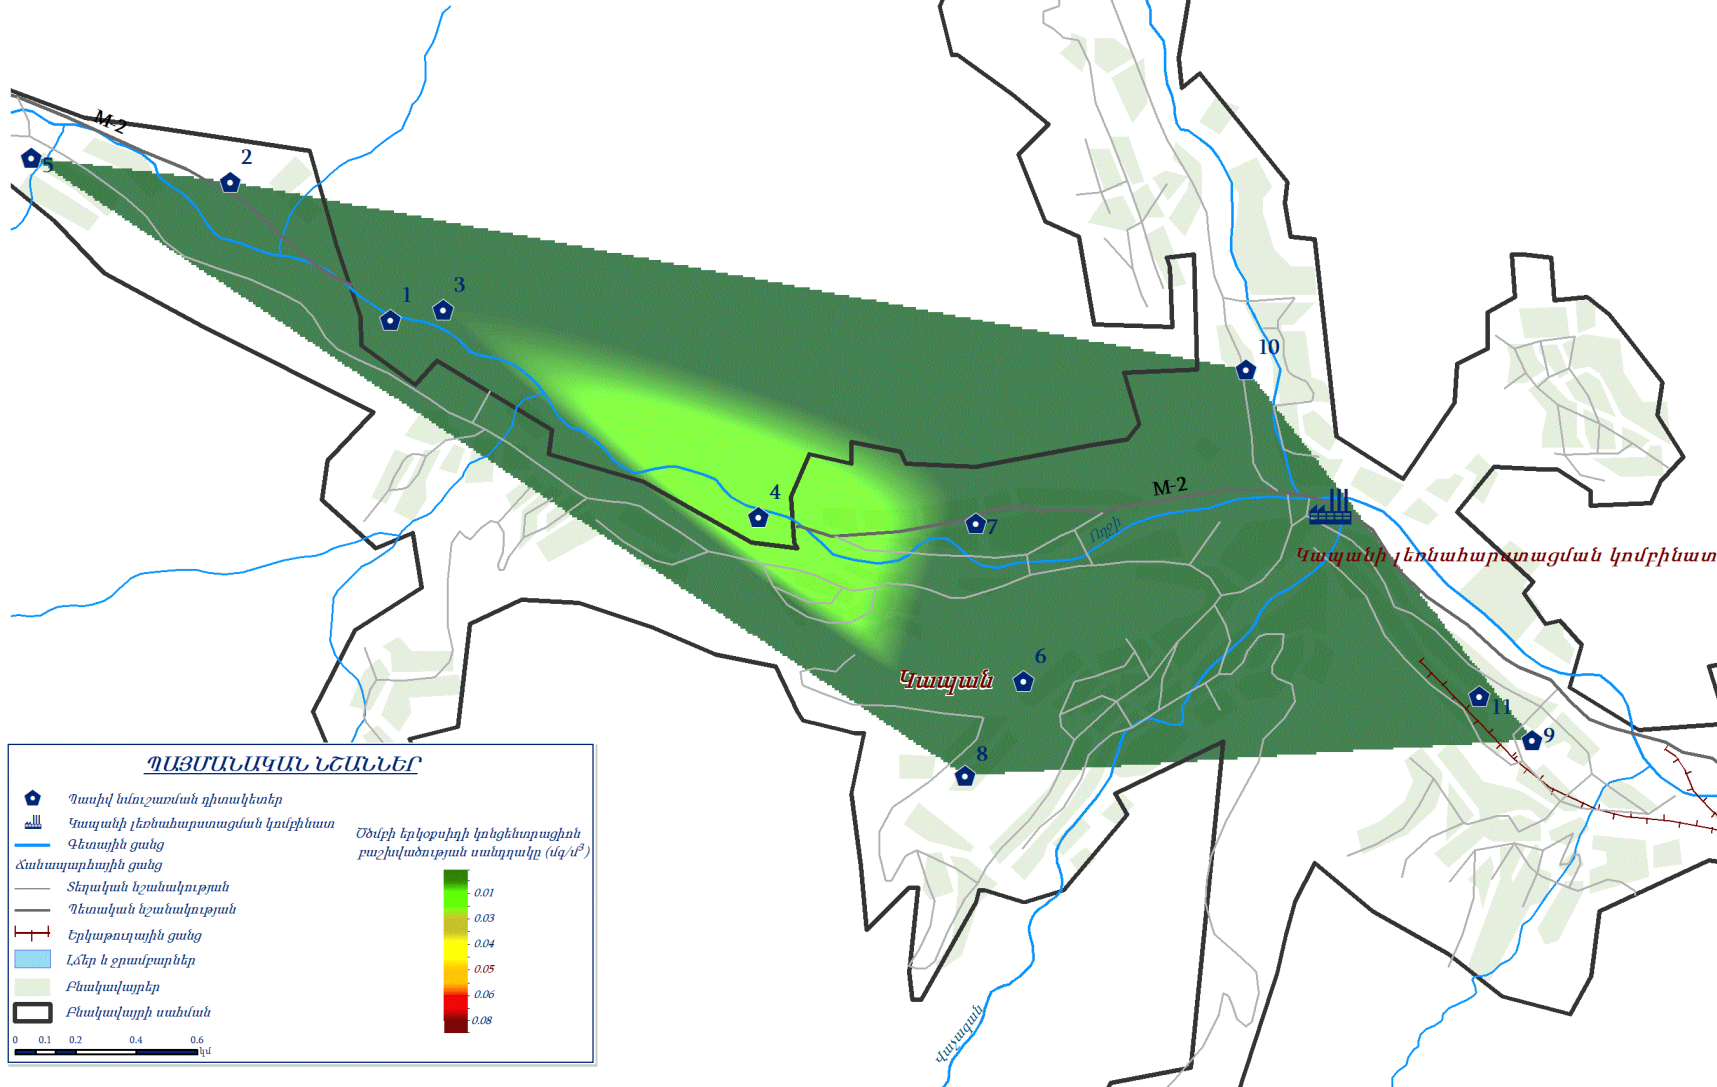 M-2
2
5
3
1
10
4
M-2
7
Ողջի
Կապանի լեռնահարստացման կոմբինատ
6
Կապան
11
9
8
ՊԱՅՄԱՆԱԿԱՆ ՆՇԱՆՆԵՐ
Պասիվ նմուշառման դիտակետեր
Կապանի լեռնահարստացման կոմբինատ
Գետային ցանց
Ճանապարհային ցանց
Տեղական նշանակության
Պետական նշանակության
Երկաթուղային ցանց
Լճեր և ջրամբարներ
Բնակավայրեր
Բնակավայրի սահման
0 0.1 0.2 0.4 0.6
կմ
Ծծմբի երկօքսիդի կոնցենտրացիոն
բաշխվածության սանդղակը (մգ/մ³)
0.01
0.03
0.04
0.05
0.06
0.08
Վաչագան